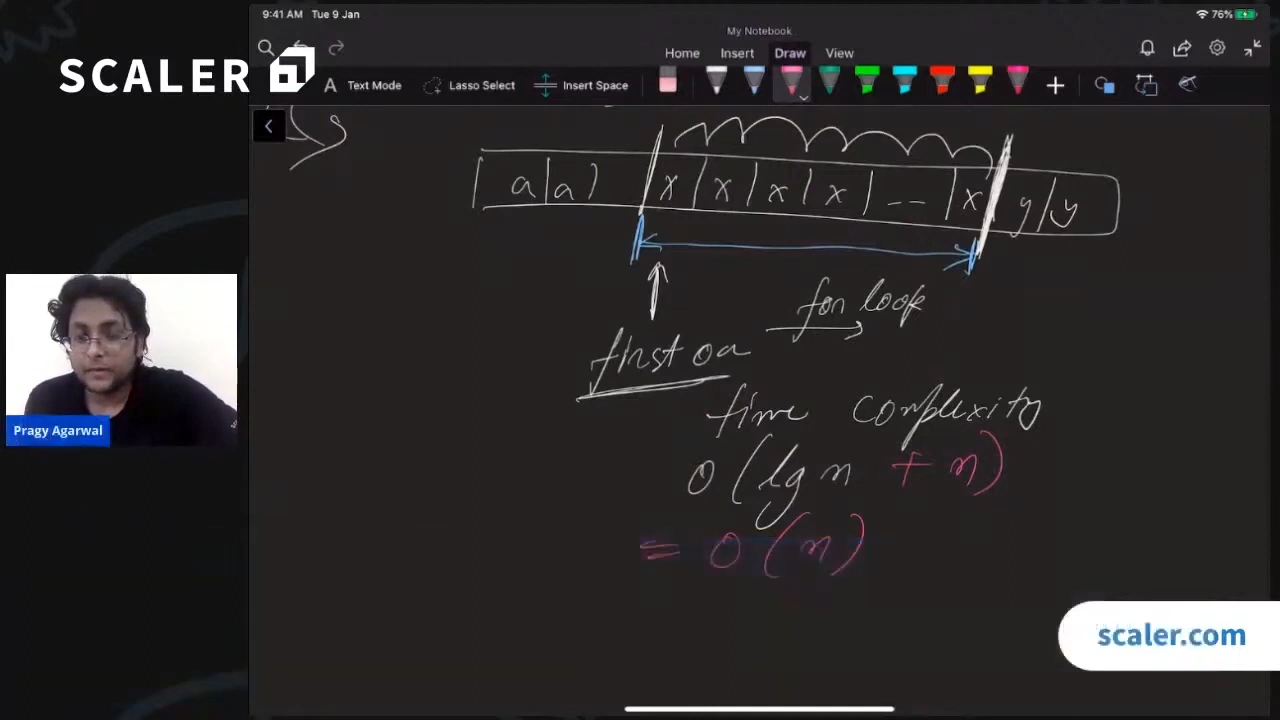 9:41 AM Tue 9 Jan
76%
My Notebook
SCALER
Home Insert Draw View
A Text Mode Lasso Select Insert Space
a|a) |x|x|x|x| -- |x| y|y
for loop
first oa
time complexity
O(lg n + n)
= O(n)
Pragy Agarwal
scaler.com